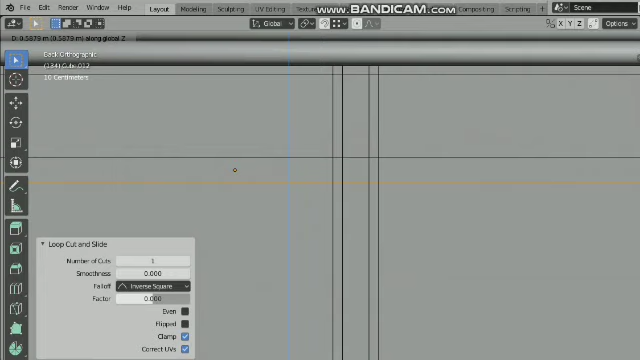 File Edit Render Window Help Layout Modeling Sculpting UV Editing Textur www.BANDICAM.com Compositing Scripting Scene
Global Options
X Y Z
D: 0.5879 m (0.5879 m) along global Z
Back Orthographic
(134) Cube.012
10 Centimeters
Loop Cut and Slide
Number of Cuts 1
Smoothness 0.000
Falloff Inverse Square
Factor 0.000
Even
Flipped
Clamp
Correct UVs